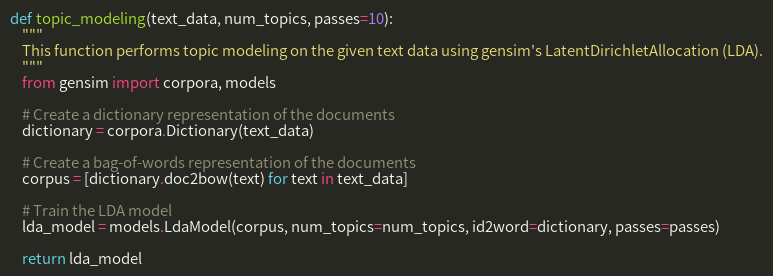 def topic_modeling(text_data, num_topics, passes=10):
    """
    This function performs topic modeling on the given text data using gensim's LatentDirichletAllocation (LDA).
    """
    from gensim import corpora, models

    # Create a dictionary representation of the documents
    dictionary = corpora.Dictionary(text_data)

    # Create a bag-of-words representation of the documents
    corpus = [dictionary.doc2bow(text) for text in text_data]

    # Train the LDA model
    lda_model = models.LdaModel(corpus, num_topics=num_topics, id2word=dictionary, passes=passes)

    return lda_model